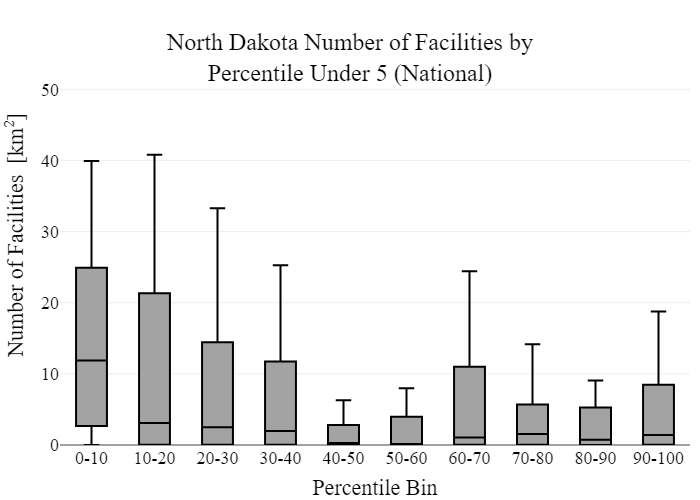 North Dakota Number of Facilities by
Percentile Under 5 (National)
Number of Facilities [km²]
50
40
30
20
10
0
0-10 10-20 20-30 30-40 40-50 50-60 60-70 70-80 80-90 90-100
Percentile Bin